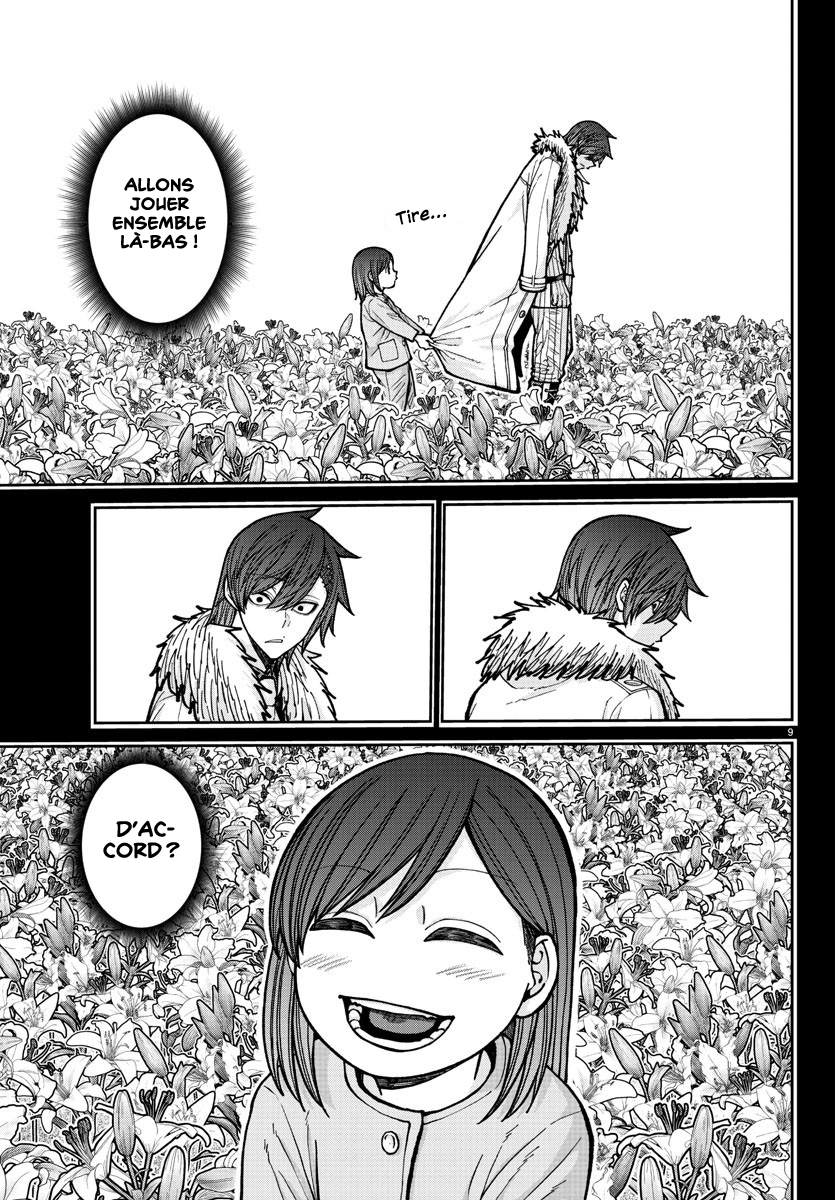 ALLONS
JOUER
ENSEMBLE
LÀ-BAS !
Tire...
9
D'AC-
CORD ?